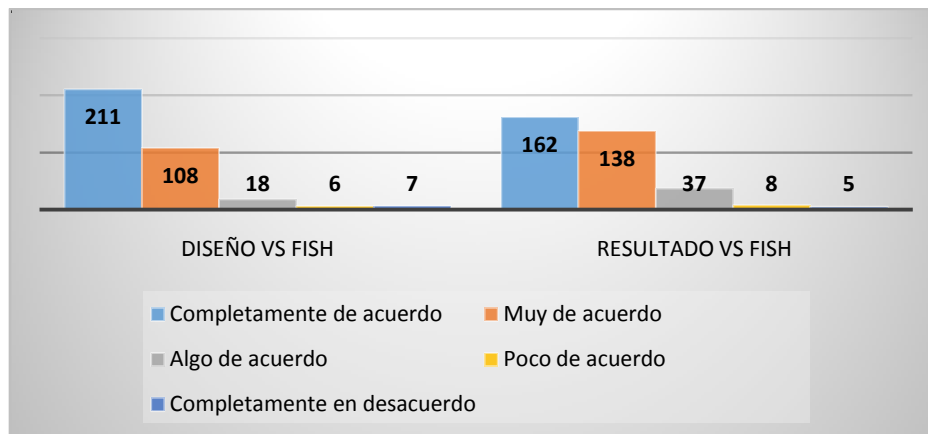 211
108
18
6
7
162
138
37
8
5
DISEÑO VS FISH
RESULTADO VS FISH
Completamente de acuerdo
Muy de acuerdo
Algo de acuerdo
Poco de acuerdo
Completamente en desacuerdo